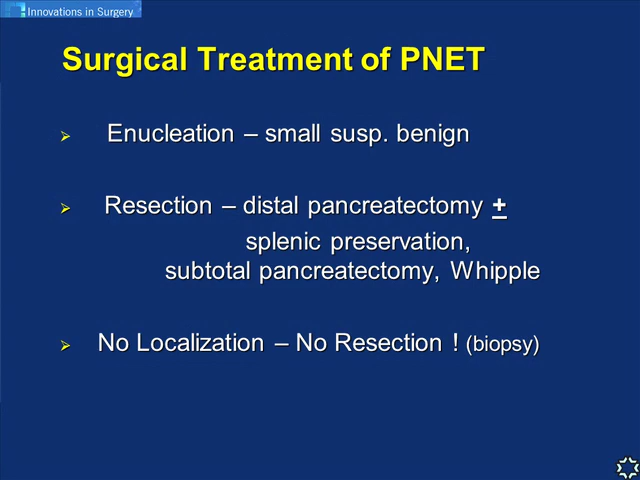 Innovations in Surgery
Surgical Treatment of PNET
Enucleation – small susp. benign
Resection – distal pancreatectomy ±
splenic preservation,
subtotal pancreatectomy, Whipple
No Localization – No Resection ! (biopsy)